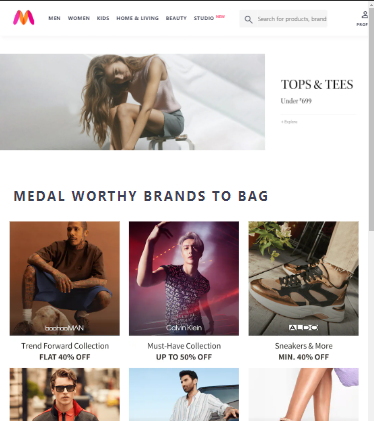 MEN WOMEN KIDS HOME & LIVING BEAUTY STUDIO NEW
Search for products, brand
TOPS & TEES
Under ₹699
+ Explore
MEDAL WORTHY BRANDS TO BAG
boohooMAN
Calvin Klein
ALDO
Trend Forward Collection
Must-Have Collection
Sneakers & More
FLAT 40% OFF
UP TO 50% OFF
MIN. 40% OFF